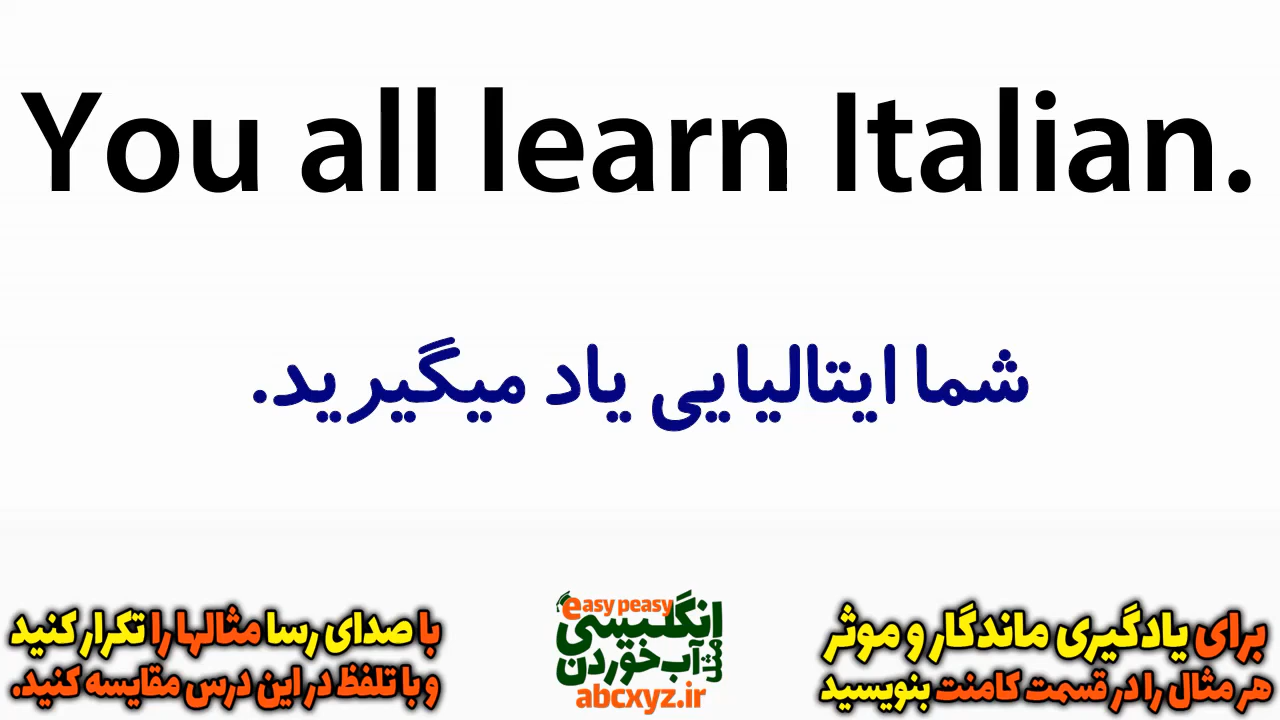 You all learn Italian.
شما ایتالیایی یاد میگیرید.
برای یادگیری ماندگار و موثر
هر مثال را در قسمت کامنت بنویسید
easy peasy
انگلیسی
مثل آب خوردن
abcxyz.ir
با صدای رسا مثالها را تکرار کنید
و با تلفظ در این درس مقایسه کنید.